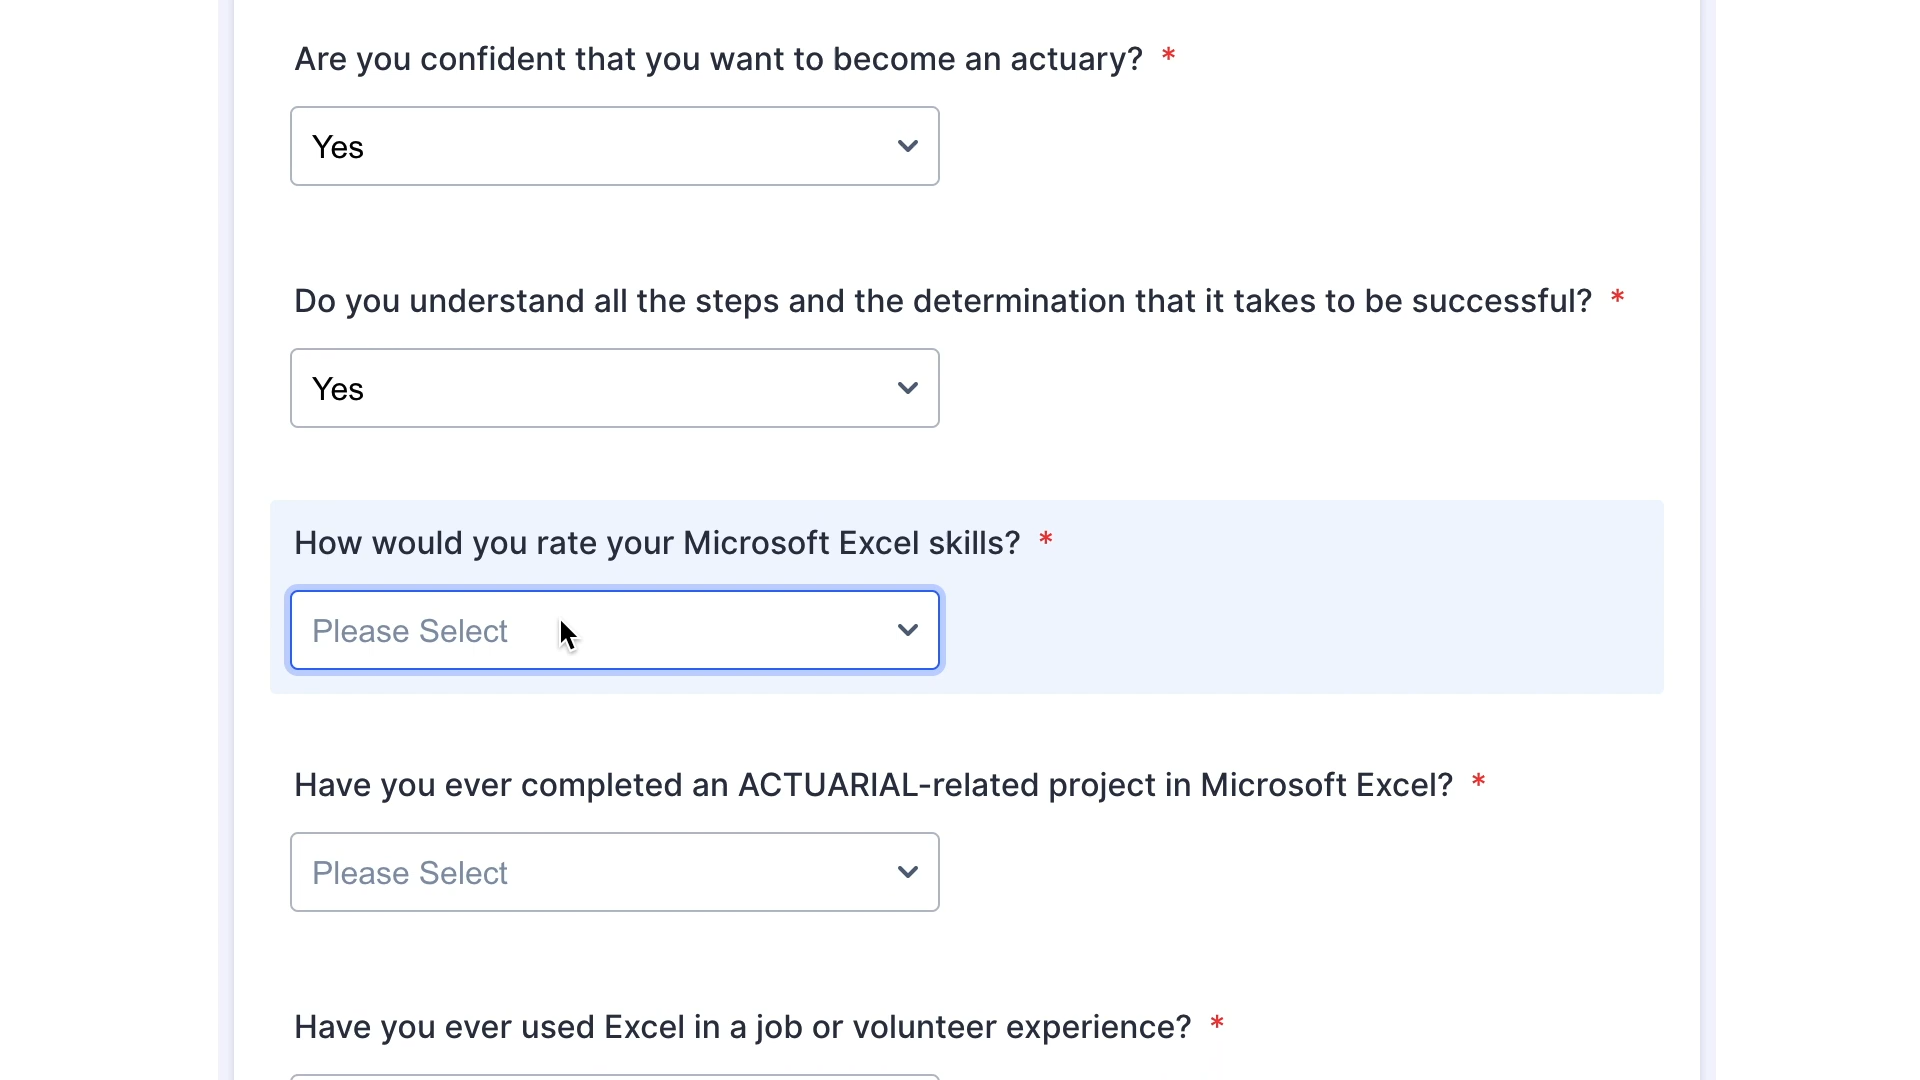 Are you confident that you want to become an actuary? *
Yes
Do you understand all the steps and the determination that it takes to be successful? *
Yes
How would you rate your Microsoft Excel skills? *
Please Select
Have you ever completed an ACTUARIAL-related project in Microsoft Excel? *
Please Select
Have you ever used Excel in a job or volunteer experience? *